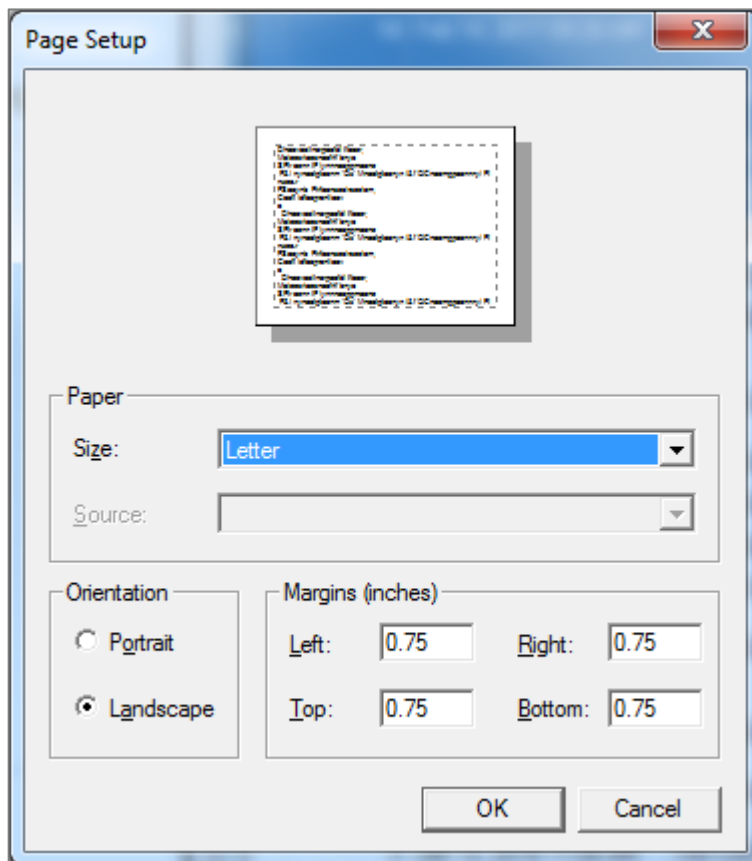 Page Setup
Paper
Size: Letter
Source:
Orientation
Portrait
Landscape
Margins (inches)
Left: 0.75 Right: 0.75
Top: 0.75 Bottom: 0.75
OK Cancel